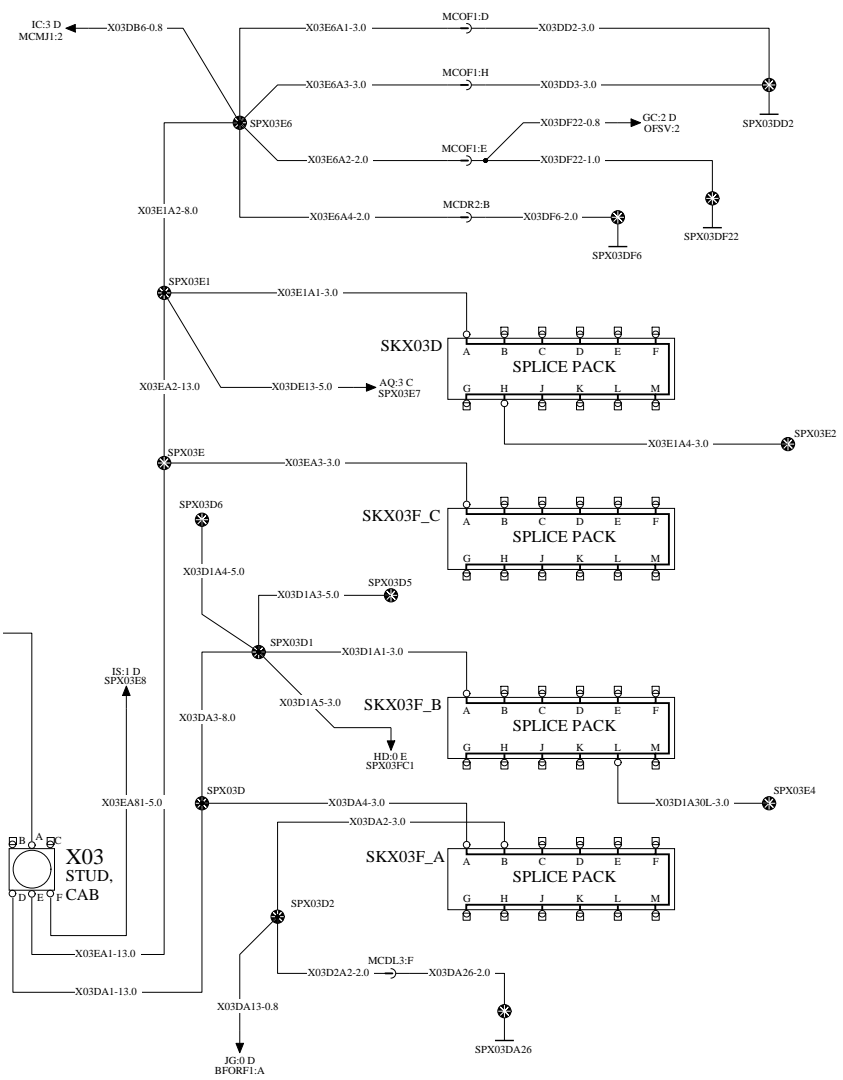 IC:3 D
MCMJ1:2
X03DB6-0.8
X03E6A1-3.0
MCOF1:D
X03DD2-3.0
X03E6A3-3.0
MCOF1:H
X03DD3-3.0
SPX03DD2
SPX03E6
X03E6A2-2.0
MCOF1:E
X03DF22-0.8
GC:2 D
OFSV:2
X03DF22-1.0
SPX03DF22
X03E1A2-8.0
X03E6A4-2.0
MCDR2:B
X03DF6-2.0
SPX03DF6
SPX03E1
X03E1A1-3.0
SKX03D
A B C D E F
SPLICE PACK
G H J K L M
X03EA2-13.0
X03DE13-5.0
AQ:3 C
SPX03E7
X03E1A4-3.0
SPX03E2
SPX03E
X03EA3-3.0
SKX03F_C
A B C D E F
SPLICE PACK
G H J K L M
SPX03D6
X03D1A4-5.0
X03D1A3-5.0
SPX03D5
SPX03D1
X03D1A1-3.0
IS:1 D
SPX03E8
X03DA3-8.0
X03D1A5-3.0
HD:0 E
SPX03FC1
SKX03F_B
A B C D E F
SPLICE PACK
G H J K L M
X03D1A30L-3.0
SPX03E4
X03EA81-5.0
SPX03D
X03DA4-3.0
X03DA2-3.0
SKX03F_A
A B C D E F
SPLICE PACK
G H J K L M
B A C
X03
STUD,
CAB
D E F
X03EA1-13.0
X03DA1-13.0
SPX03D2
X03D2A2-2.0
MCDL3:F
X03DA26-2.0
X03DA13-0.8
SPX03DA26
JG:0 D
BFORF1:A